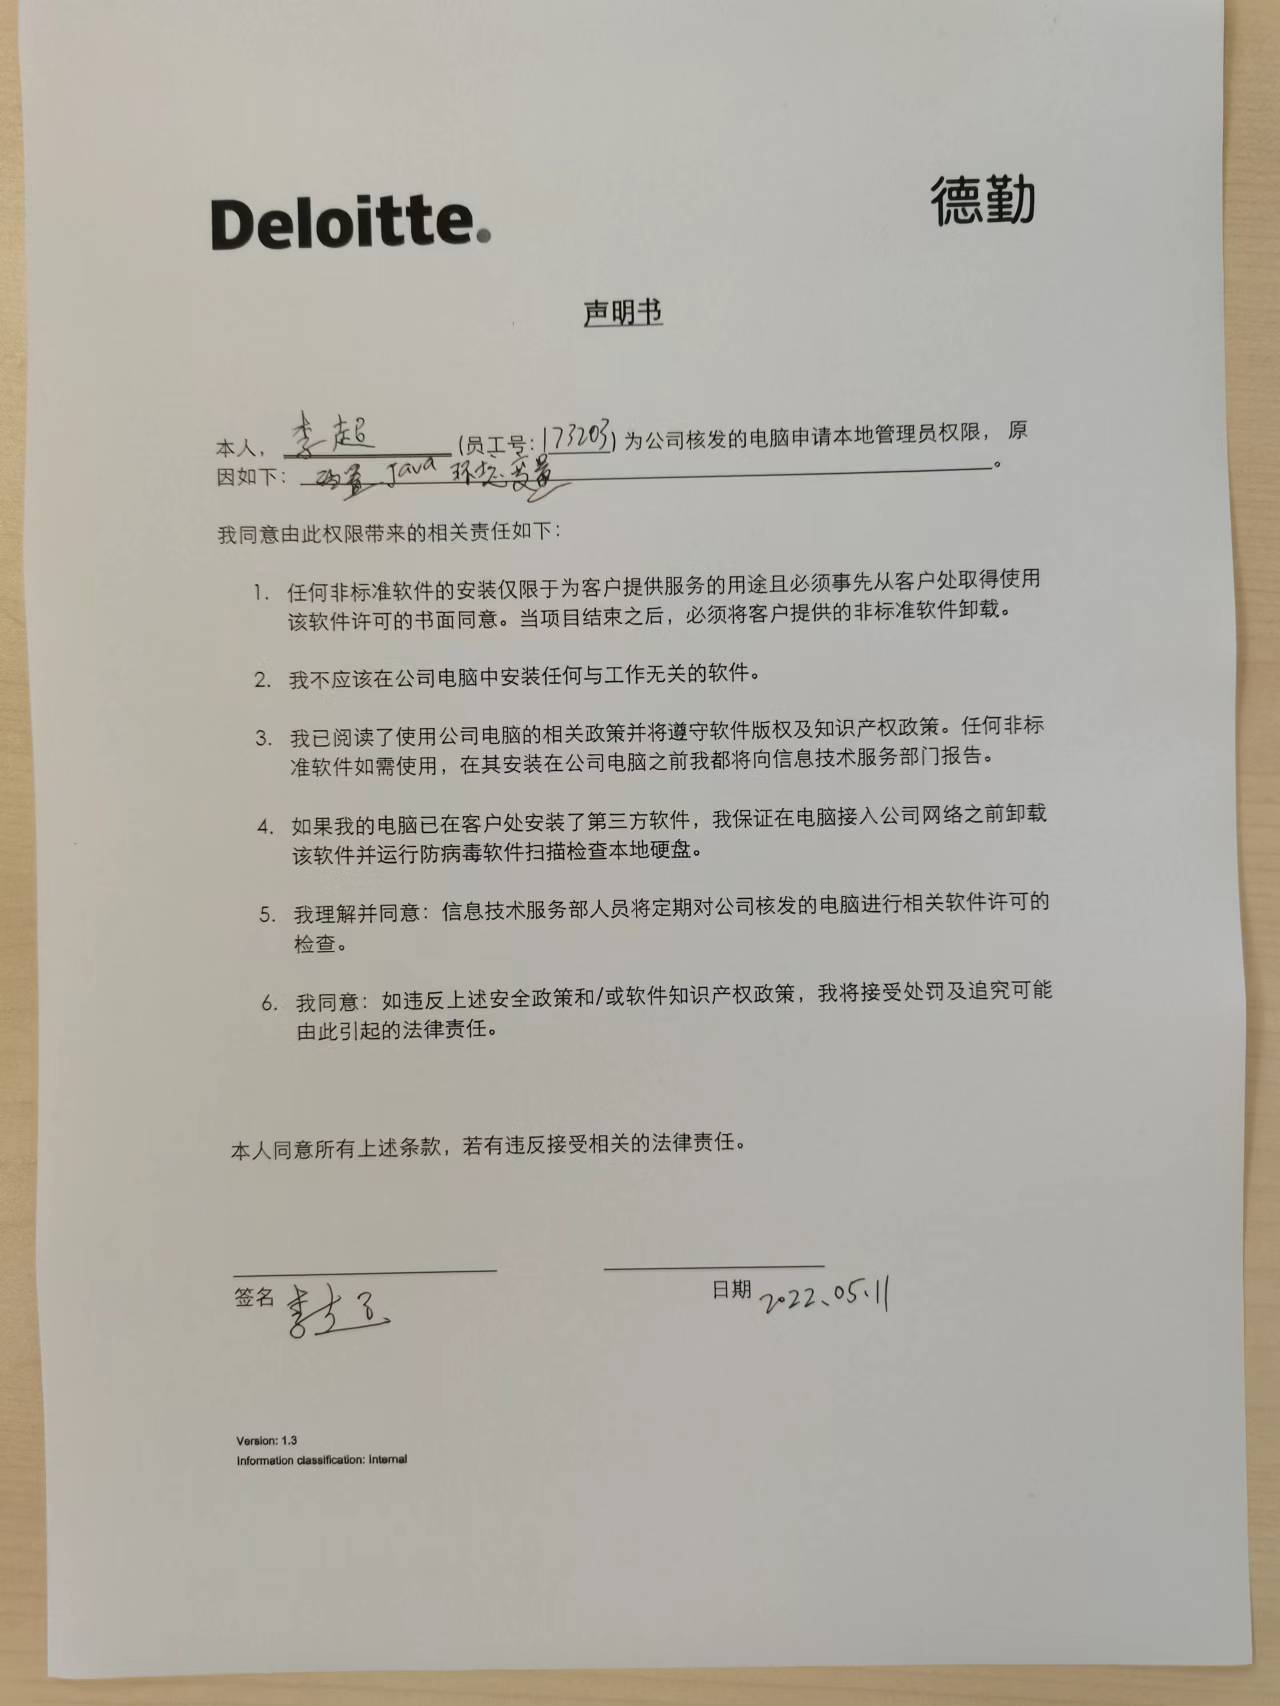 Deloitte.
德勤
声明书
本人，李超 (员工号:173203) 为公司核发的电脑申请本地管理员权限，原
因如下：配置Java 环境变量。
我同意由此权限带来的相关责任如下：
1. 任何非标准软件的安装仅限于为客户提供服务的用途且必须事先从客户处取得使用
该软件许可的书面同意。当项目结束之后，必须将客户提供的非标准软件卸载。
2. 我不应该在公司电脑中安装任何与工作无关的软件。
3. 我已阅读了使用公司电脑的相关政策并将遵守软件版权及知识产权政策。任何非标
准软件如需使用，在其安装在公司电脑之前我都将向信息技术服务部门报告。
4. 如果我的电脑已在客户处安装了第三方软件，我保证在电脑接入公司网络之前卸载
该软件并运行防病毒软件扫描检查本地硬盘。
5. 我理解并同意：信息技术服务部人员将定期对公司核发的电脑进行相关软件许可的
检查。
6. 我同意：如违反上述安全政策和/或软件知识产权政策，我将接受处罚及追究可能
由此引起的法律责任。
本人同意所有上述条款，若有违反接受相关的法律责任。
签名 李超 日期 2022.05.11
Version: 1.3
Information classification: Internal